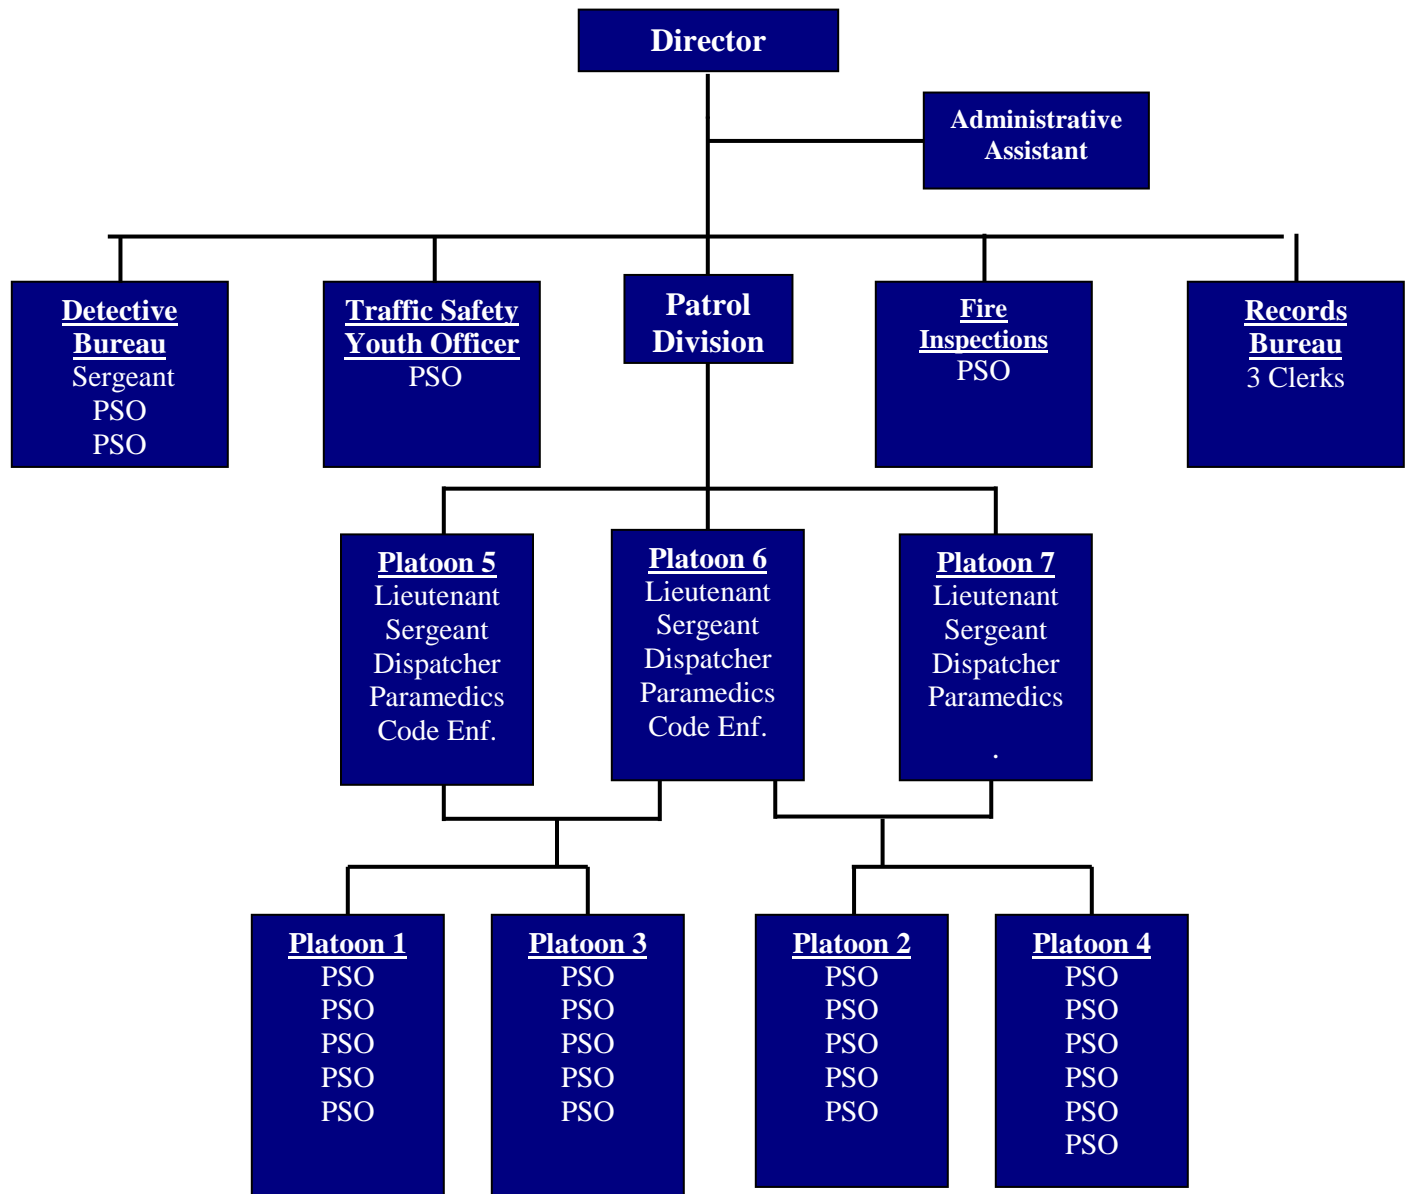 Director
Administrative
Assistant
Detective
Bureau
Sergeant
PSO
PSO
Traffic Safety
Youth Officer
PSO
Patrol
Division
Fire
Inspections
PSO
Records
Bureau
3 Clerks
Platoon 5
Lieutenant
Sergeant
Dispatcher
Paramedics
Code Enf.
Platoon 6
Lieutenant
Sergeant
Dispatcher
Paramedics
Code Enf.
Platoon 7
Lieutenant
Sergeant
Dispatcher
Paramedics
.
Platoon 1
PSO
PSO
PSO
PSO
PSO
Platoon 3
PSO
PSO
PSO
PSO
PSO
Platoon 2
PSO
PSO
PSO
PSO
PSO
Platoon 4
PSO
PSO
PSO
PSO
PSO
PSO